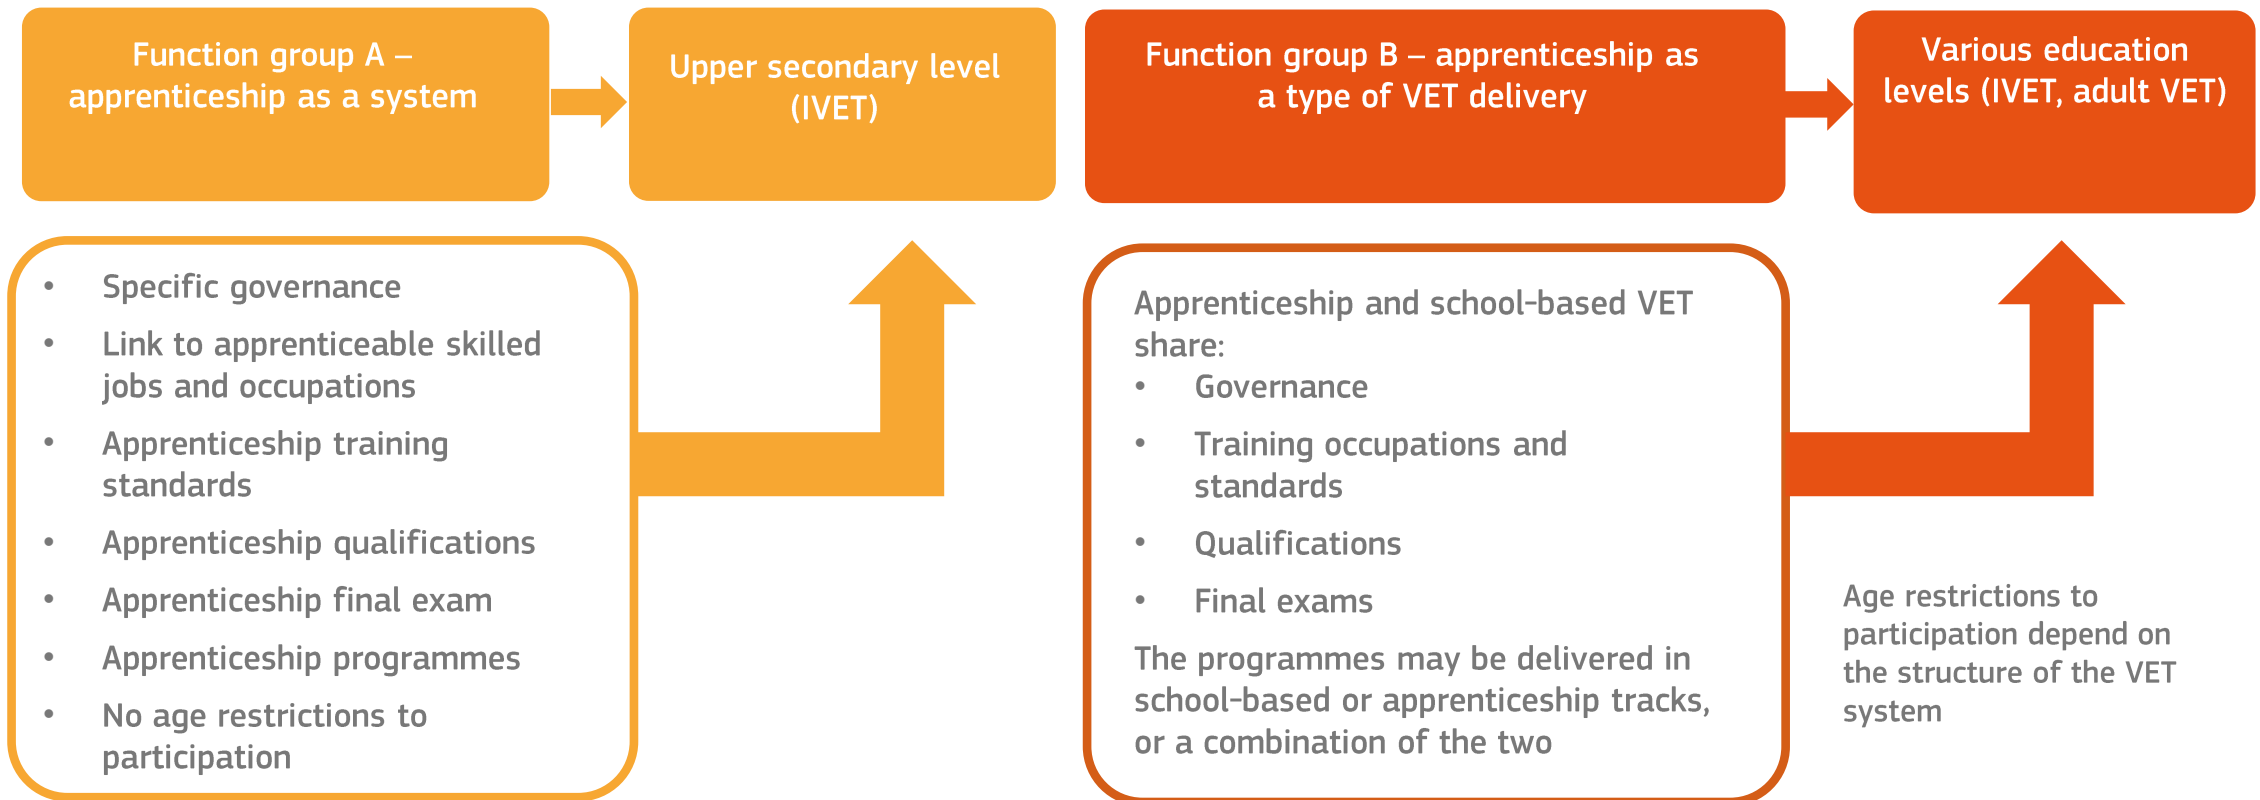 Function group A –
apprenticeship as a system
Upper secondary level
(IVET)
Function group B – apprenticeship as
a type of VET delivery
Various education
levels (IVET, adult VET)
• Specific governance
• Link to apprenticeable skilled
jobs and occupations
• Apprenticeship training
standards
• Apprenticeship qualifications
• Apprenticeship final exam
• Apprenticeship programmes
• No age restrictions to
participation
Apprenticeship and school-based VET
share:
• Governance
• Training occupations and
standards
• Qualifications
• Final exams
The programmes may be delivered in
school-based or apprenticeship tracks,
or a combination of the two
Age restrictions to
participation depend on
the structure of the VET
system